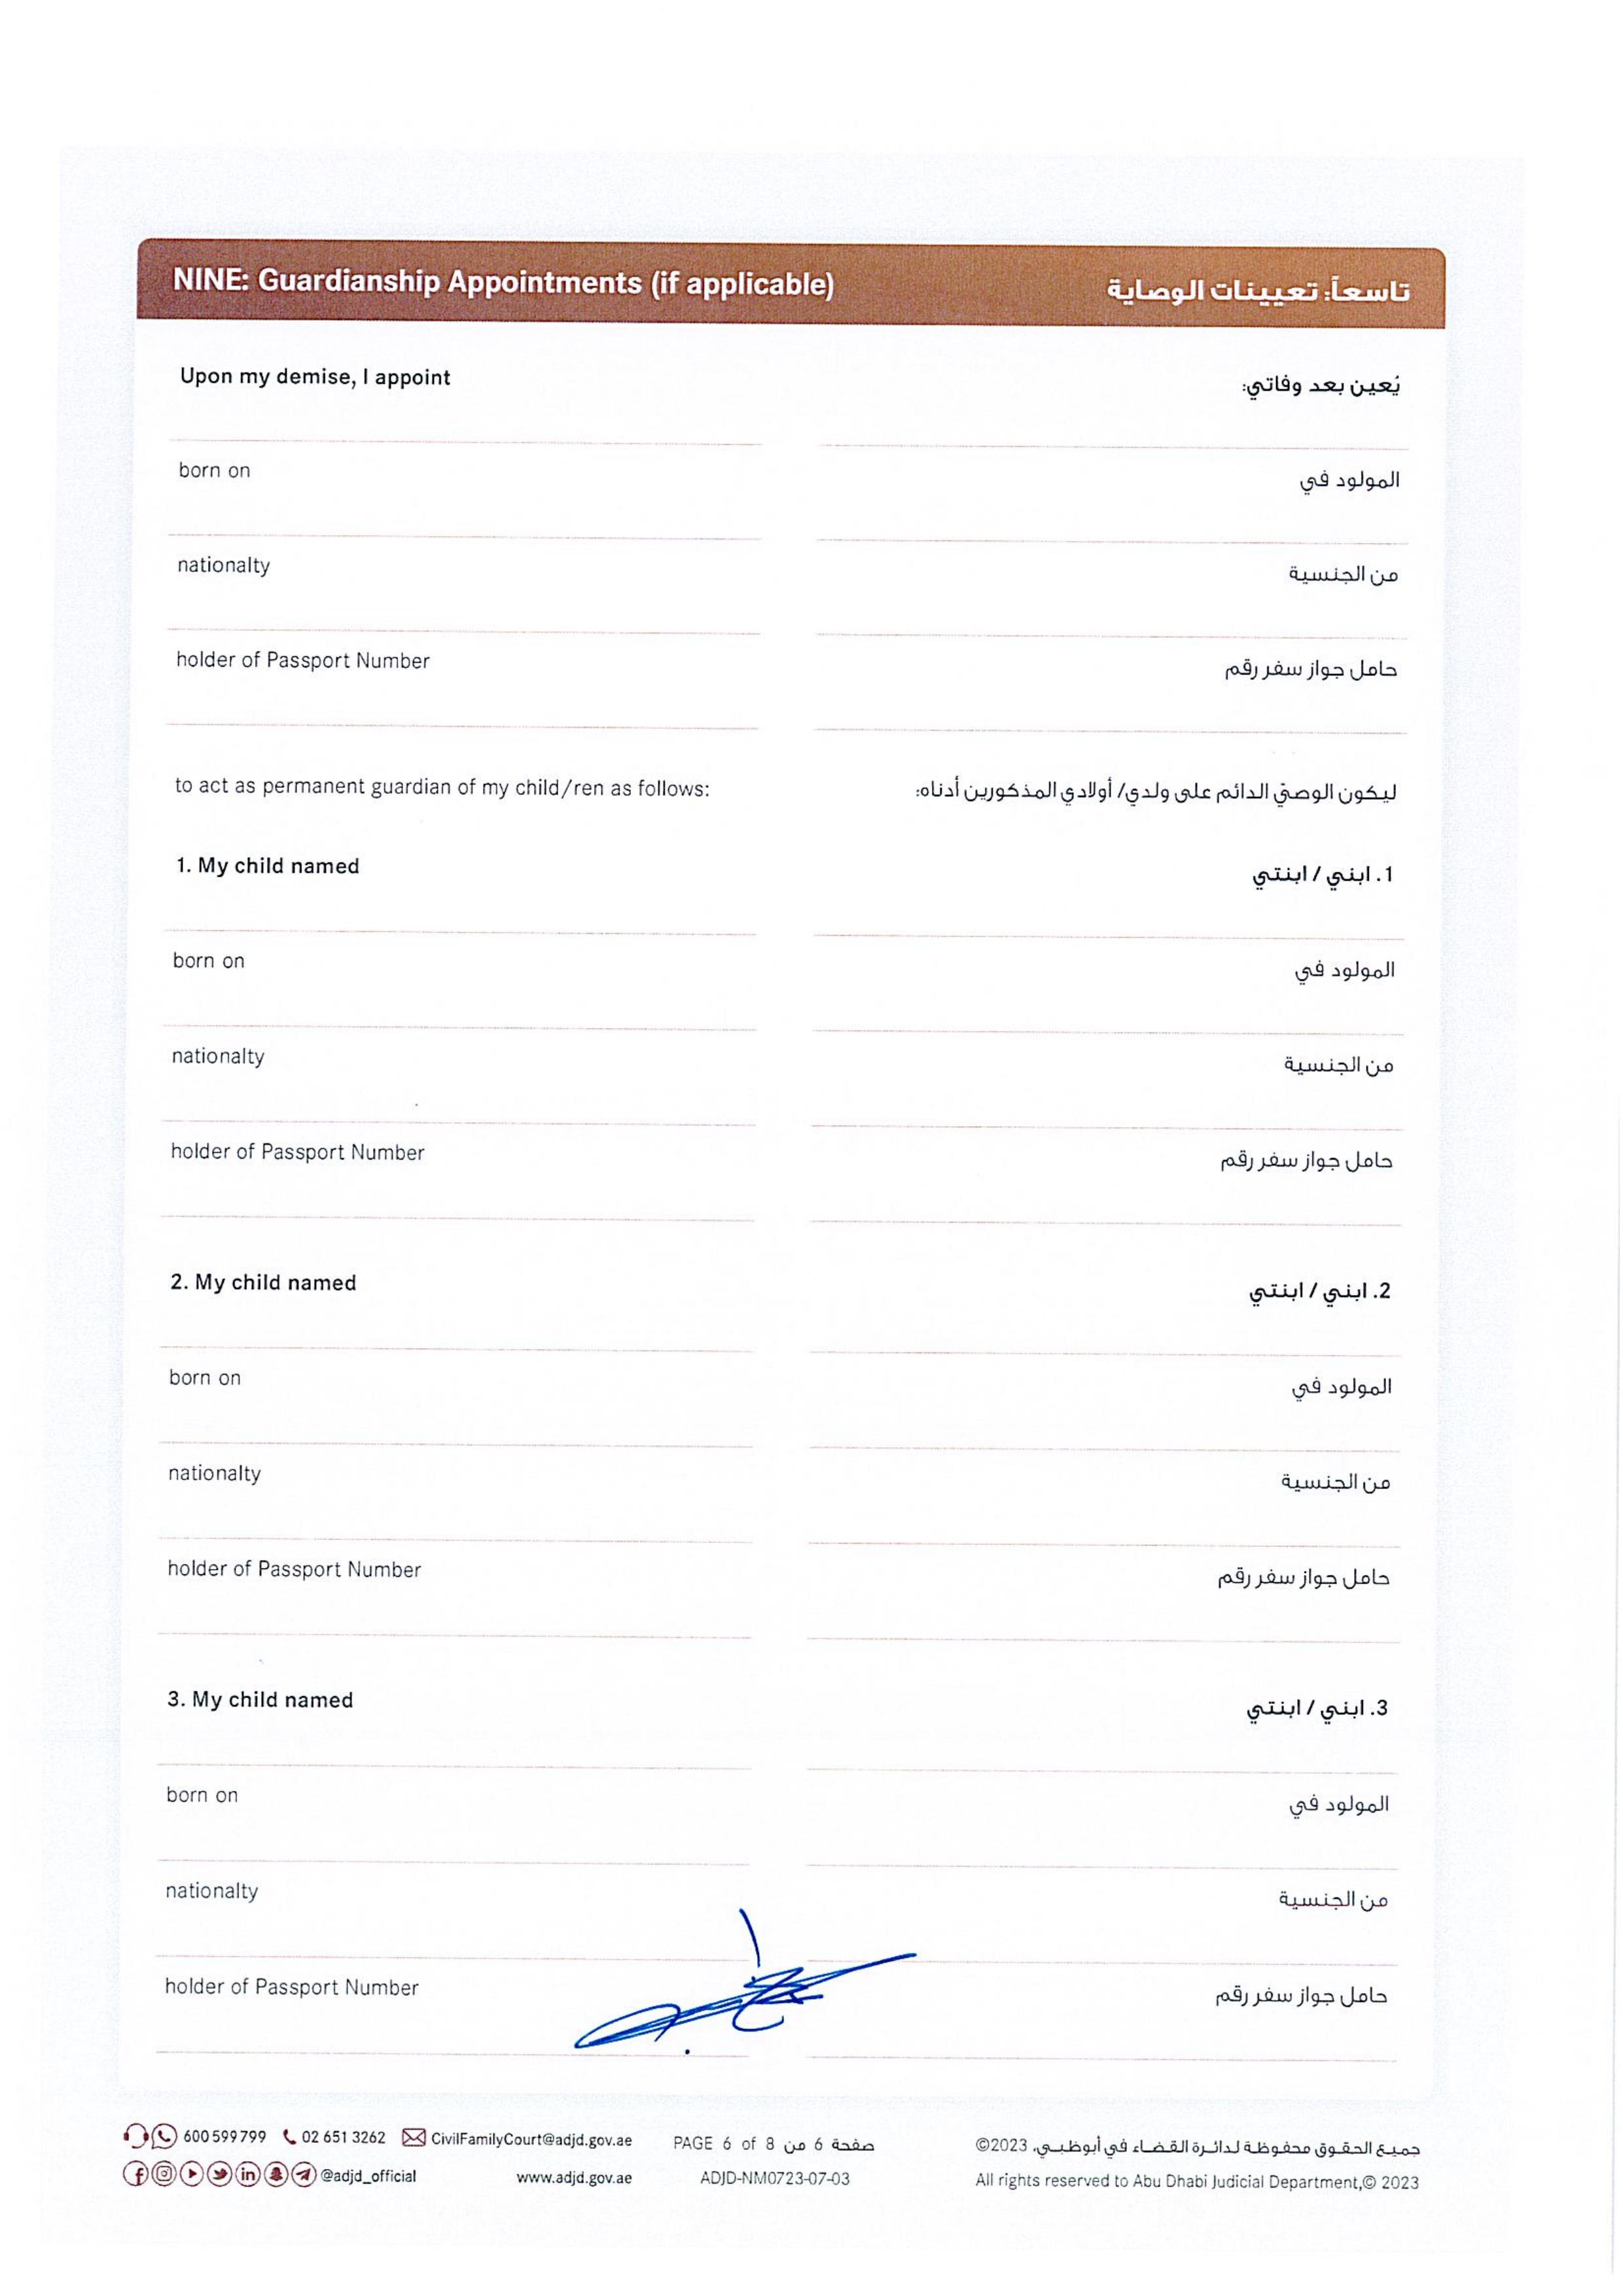 NINE: Guardianship Appointments (if applicable) تاسعاً: تعيينات الوصاية
Upon my demise, I appoint يُعين بعد وفاتي:
born on المولود في
nationalty من الجنسية
holder of Passport Number حامل جواز سفر رقم
to act as permanent guardian of my child/ren as follows: ليكون الوصيّ الدائم على ولدي/ أولادي المذكورين أدناه:
1. My child named 1. ابني / ابنتي
born on المولود في
nationalty من الجنسية
holder of Passport Number حامل جواز سفر رقم
2. My child named 2. ابني / ابنتي
born on المولود في
nationalty من الجنسية
holder of Passport Number حامل جواز سفر رقم
3. My child named 3. ابني / ابنتي
born on المولود في
nationalty من الجنسية
holder of Passport Number حامل جواز سفر رقم
600599799 02 651 3262 CivilFamilyCourt@adjd.gov.ae PAGE 6 of 8 صفحة 6 من جميع الحقوق محفوظة لدائرة القضاء في أبوظبي، 2023©
@adjd_official www.adjd.gov.ae ADJD-NM0723-07-03 All rights reserved to Abu Dhabi Judicial Department,© 2023